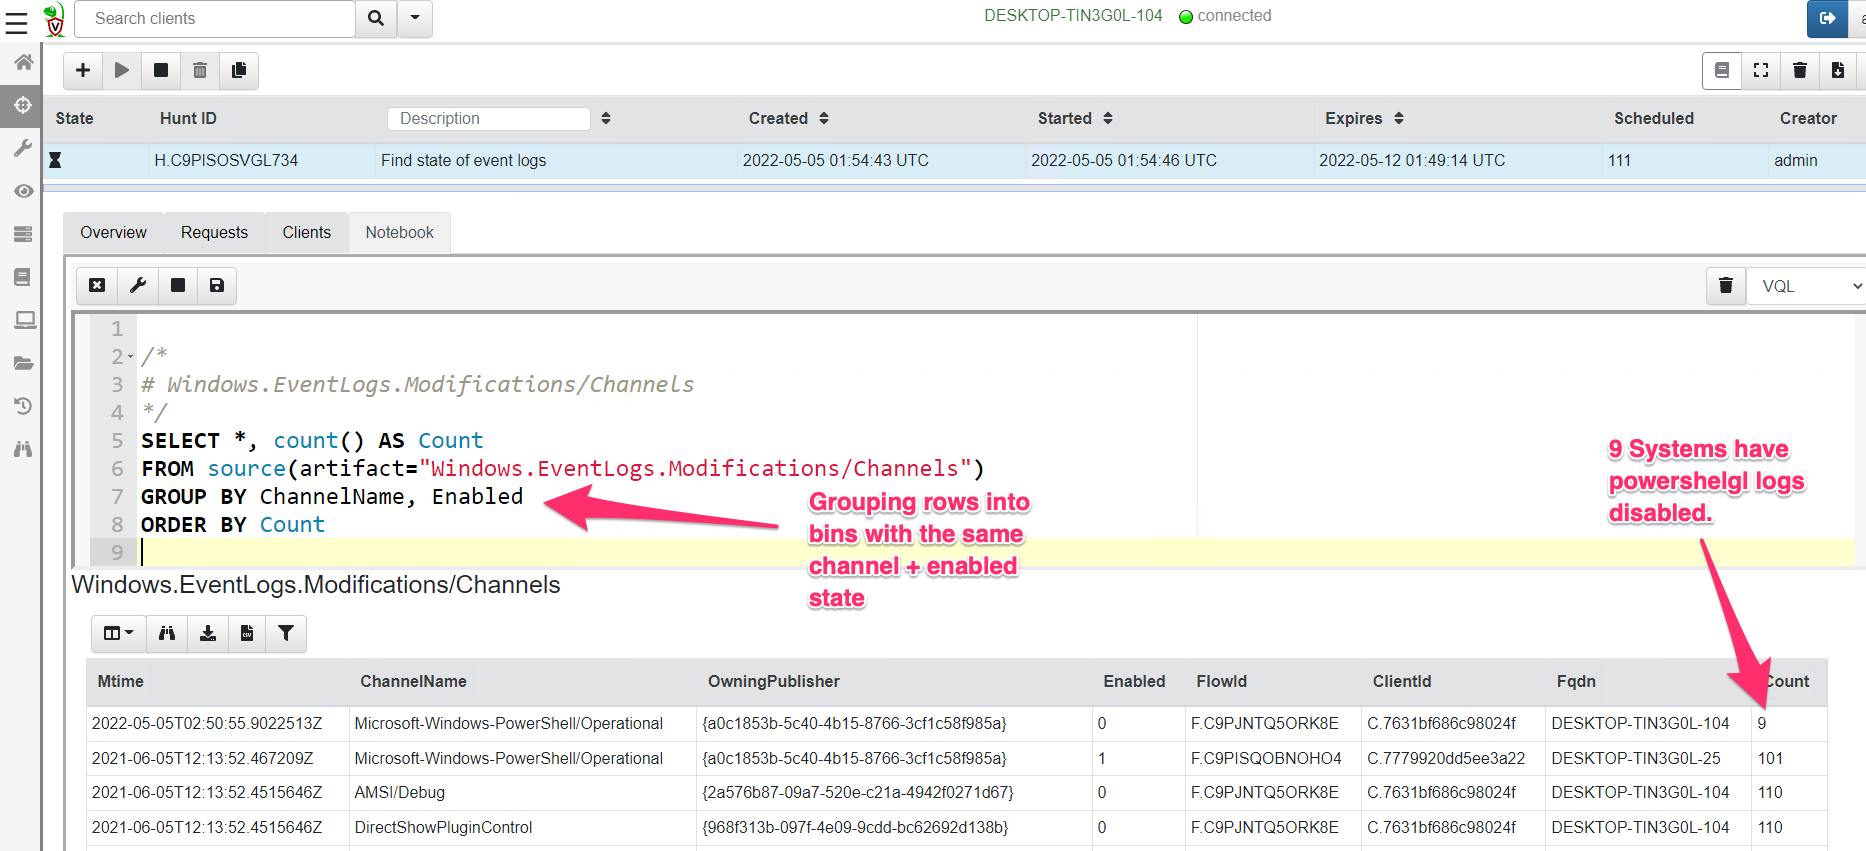 Search clients
DESKTOP-TIN3G0L-104 connected
State Hunt ID Description Created Started Expires Scheduled Creator
H.C9PISOSVGL734 Find state of event logs 2022-05-05 01:54:43 UTC 2022-05-05 01:54:46 UTC 2022-05-12 01:49:14 UTC 111 admin
Overview Requests Clients Notebook
VQL
1
2 /*
3 # Windows.EventLogs.Modifications/Channels
4 */
5 SELECT *, count() AS Count
6 FROM source(artifact="Windows.EventLogs.Modifications/Channels")
7 GROUP BY ChannelName, Enabled
8 ORDER BY Count
9
Grouping rows into
bins with the same
channel + enabled
state
9 Systems have
powershelgl logs
disabled.
Windows.EventLogs.Modifications/Channels
Mtime ChannelName OwningPublisher Enabled FlowId ClientId Fqdn Count
2022-05-05T02:50:55.9022513Z Microsoft-Windows-PowerShell/Operational {a0c1853b-5c40-4b15-8766-3cf1c58f985a} 0 F.C9PJNTQ5ORK8E C.7631bf686c98024f DESKTOP-TIN3G0L-104 9
2021-06-05T12:13:52.467209Z Microsoft-Windows-PowerShell/Operational {a0c1853b-5c40-4b15-8766-3cf1c58f985a} 1 F.C9PISQOBNOHO4 C.7779920dd5ee3a22 DESKTOP-TIN3G0L-25 101
2021-06-05T12:13:52.4515646Z AMSI/Debug {2a576b87-09a7-520e-c21a-4942f0271d67} 0 F.C9PJNTQ5ORK8E C.7631bf686c98024f DESKTOP-TIN3G0L-104 110
2021-06-05T12:13:52.4515646Z DirectShowPluginControl {968f313b-097f-4e09-9cdd-bc62692d138b} 0 F.C9PJNTQ5ORK8E C.7631bf686c98024f DESKTOP-TIN3G0L-104 110